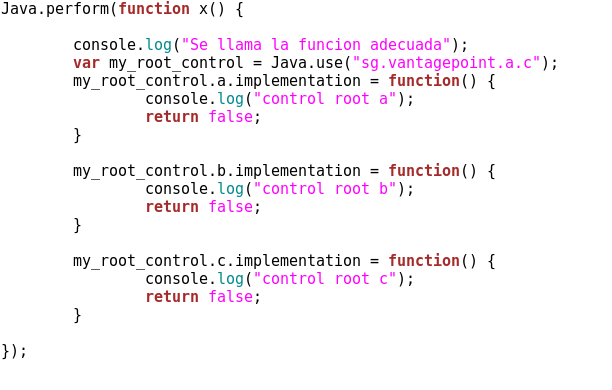 Java.perform(function x() {
console.log("Se llama la funcion adecuada");
var my_root_control = Java.use("sg.vantagepoint.a.c");
my_root_control.a.implementation = function() {
console.log("control root a");
return false;
}
my_root_control.b.implementation = function() {
console.log("control root b");
return false;
}
my_root_control.c.implementation = function() {
console.log("control root c");
return false;
}
});